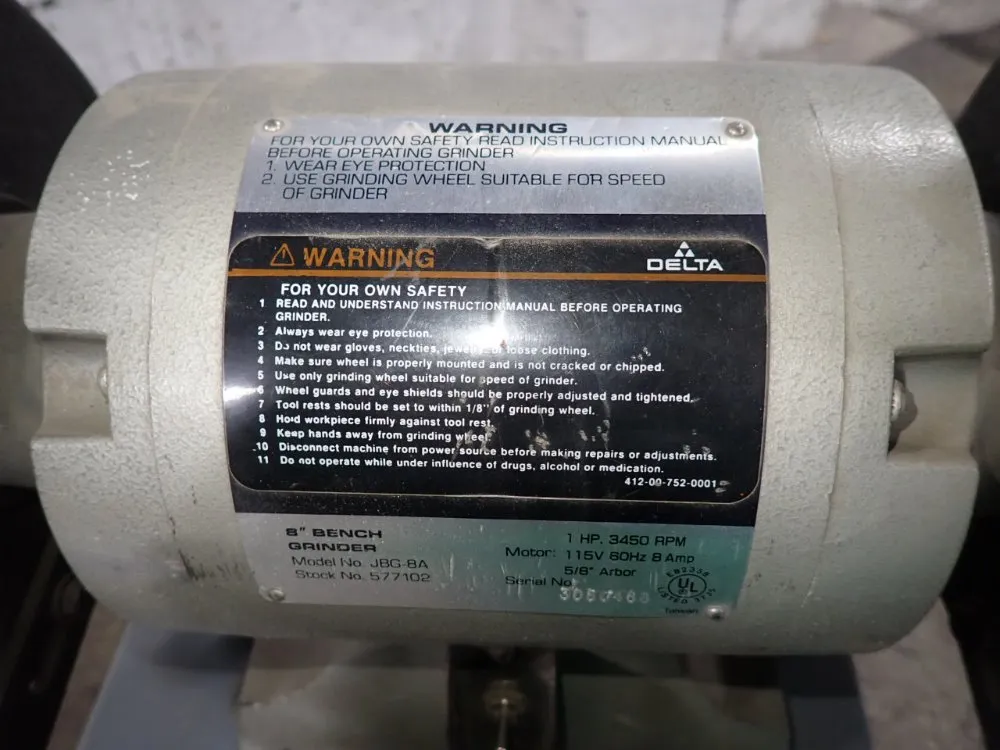 WARNING
FOR YOUR OWN SAFETY READ INSTRUCTION MANUAL
BEFORE OPERATING GRINDER
1. WEAR EYE PROTECTION
2. USE GRINDING WHEEL SUITABLE FOR SPEED
OF GRINDER
WARNING
DELTA
FOR YOUR OWN SAFETY
1 READ AND UNDERSTAND INSTRUCTION MANUAL BEFORE OPERATING
GRINDER.
2 Always wear eye protection.
3 Do not wear gloves, neckties, jewelry or loose clothing.
4 Make sure wheel is properly mounted and is not cracked or chipped.
5 Use only grinding wheel suitable for speed of grinder.
6 Wheel guards and eye shields should be properly adjusted and tightened.
7 Tool rests should be set to within 1/8" of grinding wheel.
8 Hold workpiece firmly against tool rest.
9 Keep hands away from grinding wheel.
10 Disconnect machine from power source before making repairs or adjustments.
11 Do not operate while under influence of drugs, alcohol or medication.
412-00-752-0001
8" BENCH
GRINDER
Model No. JBG-8A
Stock No. 577102
1 HP, 3450 RPM
Motor: 115V 60Hz 8 Amp
5/8" Arbor
Serial No.
UL
LISTED
Taiwan